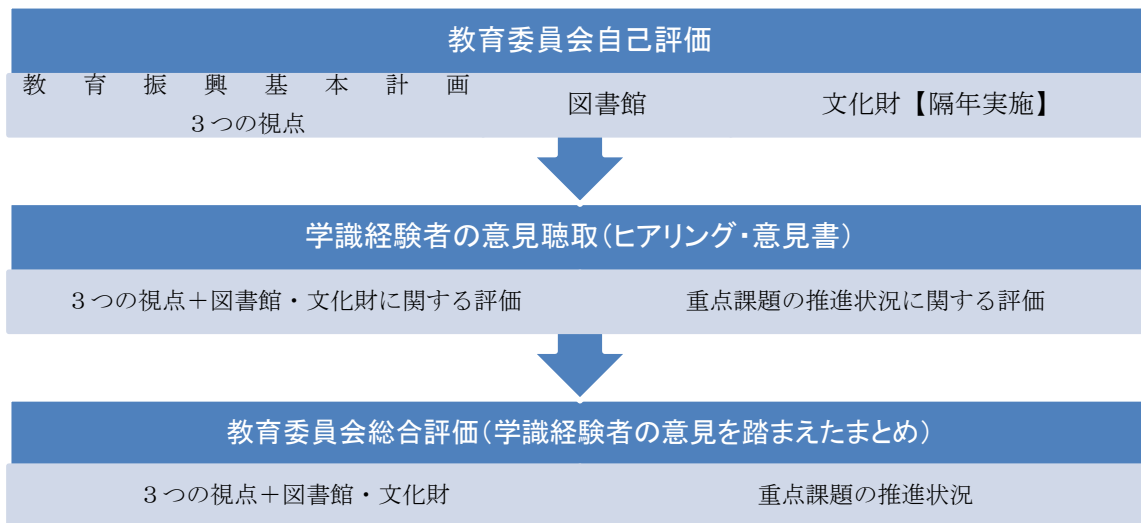 教育委員会自己評価
教育振興基本計画
３つの視点
図書館
文化財【隔年実施】
学識経験者の意見聴取（ヒアリング・意見書）
３つの視点＋図書館・文化財に関する評価
重点課題の推進状況に関する評価
教育委員会総合評価（学識経験者の意見を踏まえたまとめ）
３つの視点＋図書館・文化財
重点課題の推進状況